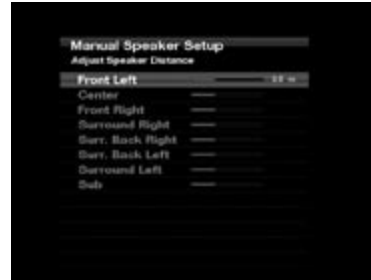 Manual Speaker Setup
Adjust Speaker Distance
Front Left
Center
Front Right
Surround Right
Surr. Back Right
Surr. Back Left
Surround Left
Sub